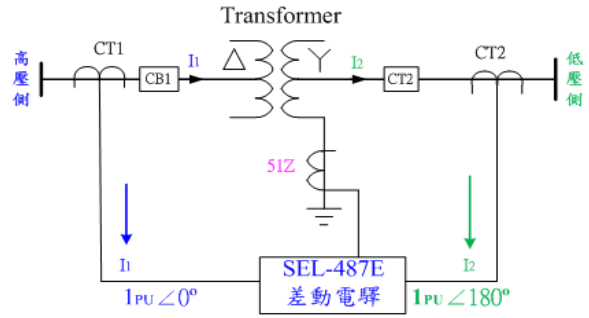 Transformer
高壓側
CT1
I1
CB1
△
Y
I2
CT2
CT2
低壓側
51Z
I1
1PU∠0º
SEL-487E
差動電驛
I2
1PU∠180º